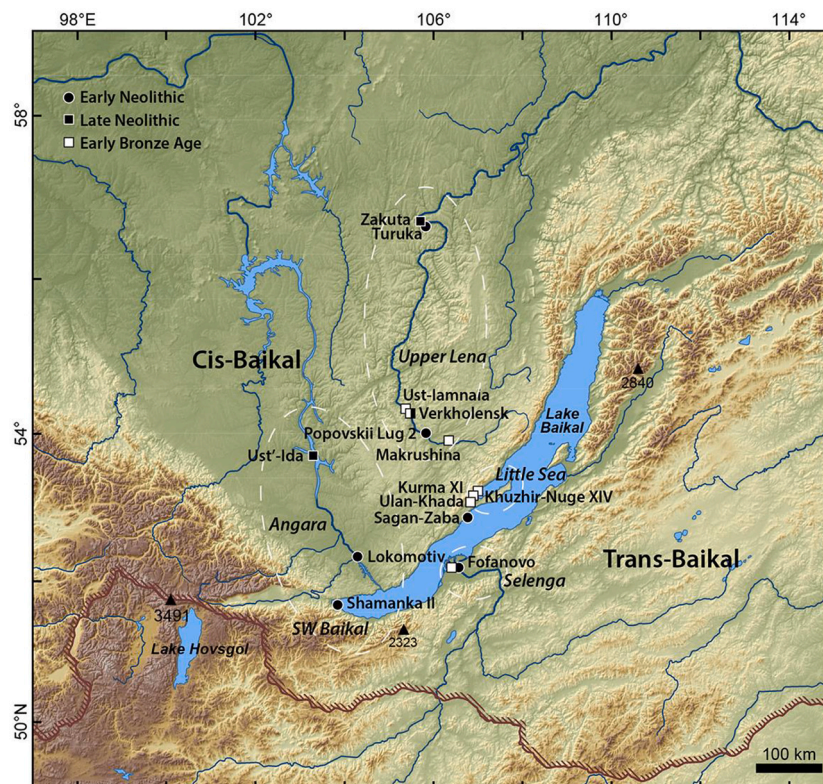 98°E
102°
106°
110°
114°
58°
54°
50°N
Early Neolithic
Late Neolithic
Early Bronze Age
Zakuta
Turuka
Cis-Baikal
Upper Lena
2840
Ust-Iamnaia
Verkholensk
Lake
Baikal
Popovskii Lug 2
Makrushina
Ust'-Ida
Little Sea
Kurma XI
Khuzhir-Nuge XIV
Ulan-Khada
Sagan-Zaba
Angara
Lokomotiv
Fofanovo
Trans-Baikal
Selenga
Shamanka II
3491
SW Baikal
2323
Lake Hovsgol
100 km